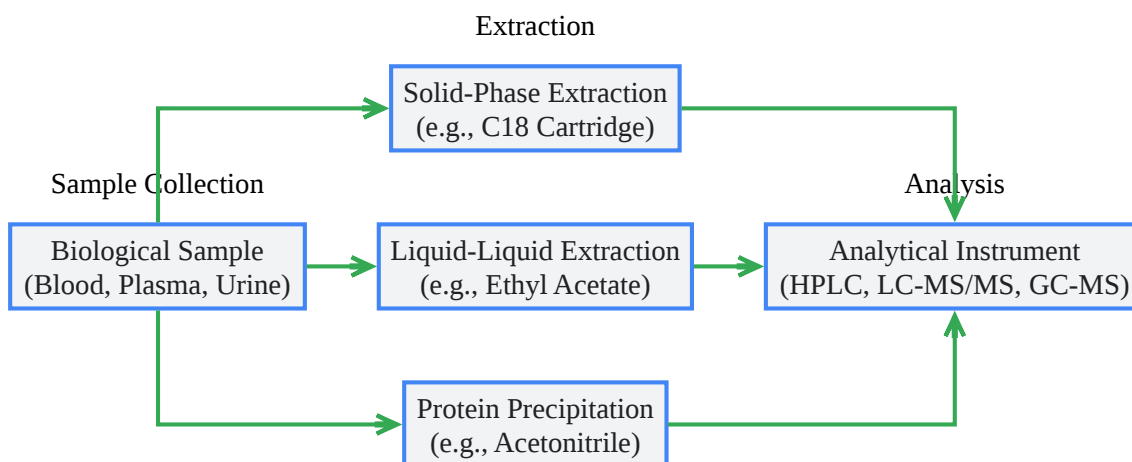 Extraction
Solid-Phase Extraction
(e.g., C18 Cartridge)
Sample Collection
Analysis
Biological Sample
(Blood, Plasma, Urine)
Liquid-Liquid Extraction
(e.g., Ethyl Acetate)
Analytical Instrument
(HPLC, LC-MS/MS, GC-MS)
Protein Precipitation
(e.g., Acetonitrile)